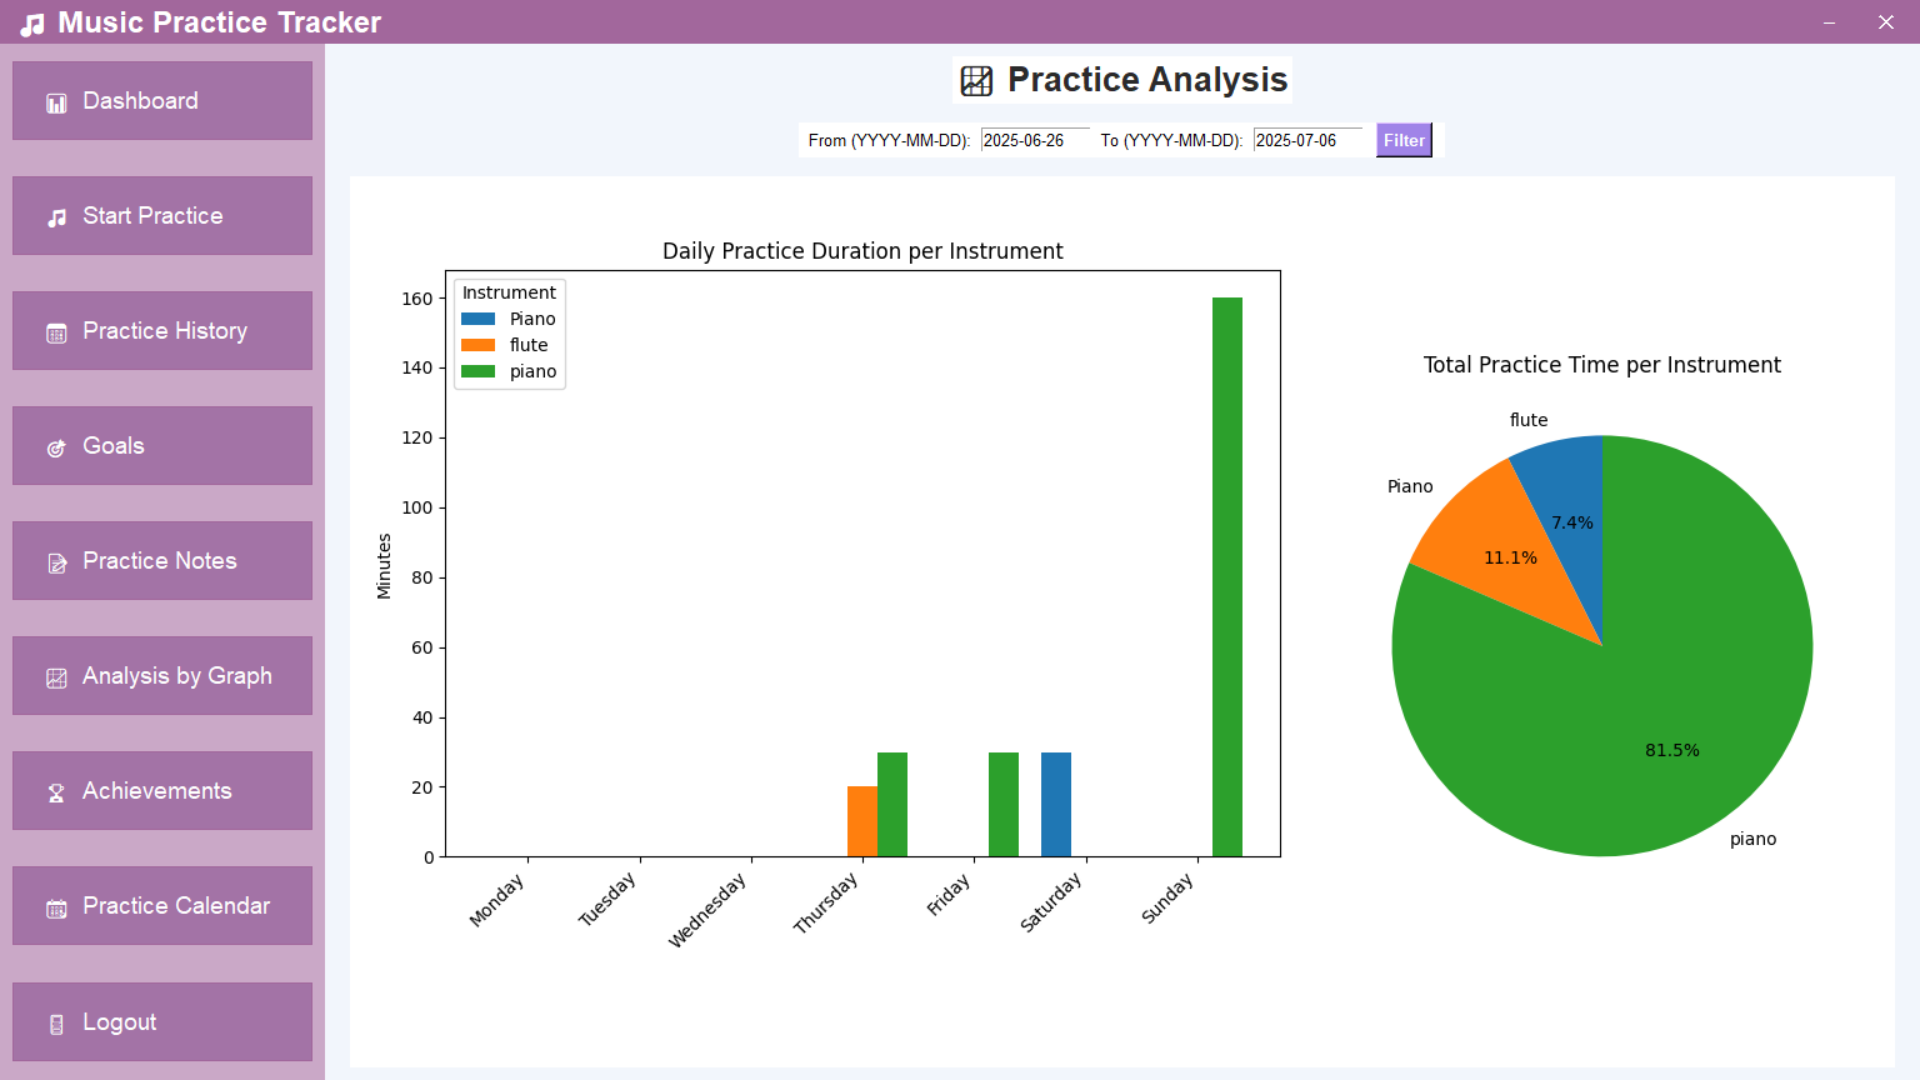 Music Practice Tracker
Dashboard
Start Practice
Practice History
Goals
Practice Notes
Analysis by Graph
Achievements
Practice Calendar
Logout
Practice Analysis
From (YYYY-MM-DD): 2025-06-26 To (YYYY-MM-DD): 2025-07-06 Filter
Daily Practice Duration per Instrument
Instrument
Piano
flute
piano
Minutes
160
140
120
100
80
60
40
20
0
Monday
Tuesday
Wednesday
Thursday
Friday
Saturday
Sunday
Total Practice Time per Instrument
flute
Piano
7.4%
11.1%
81.5%
piano